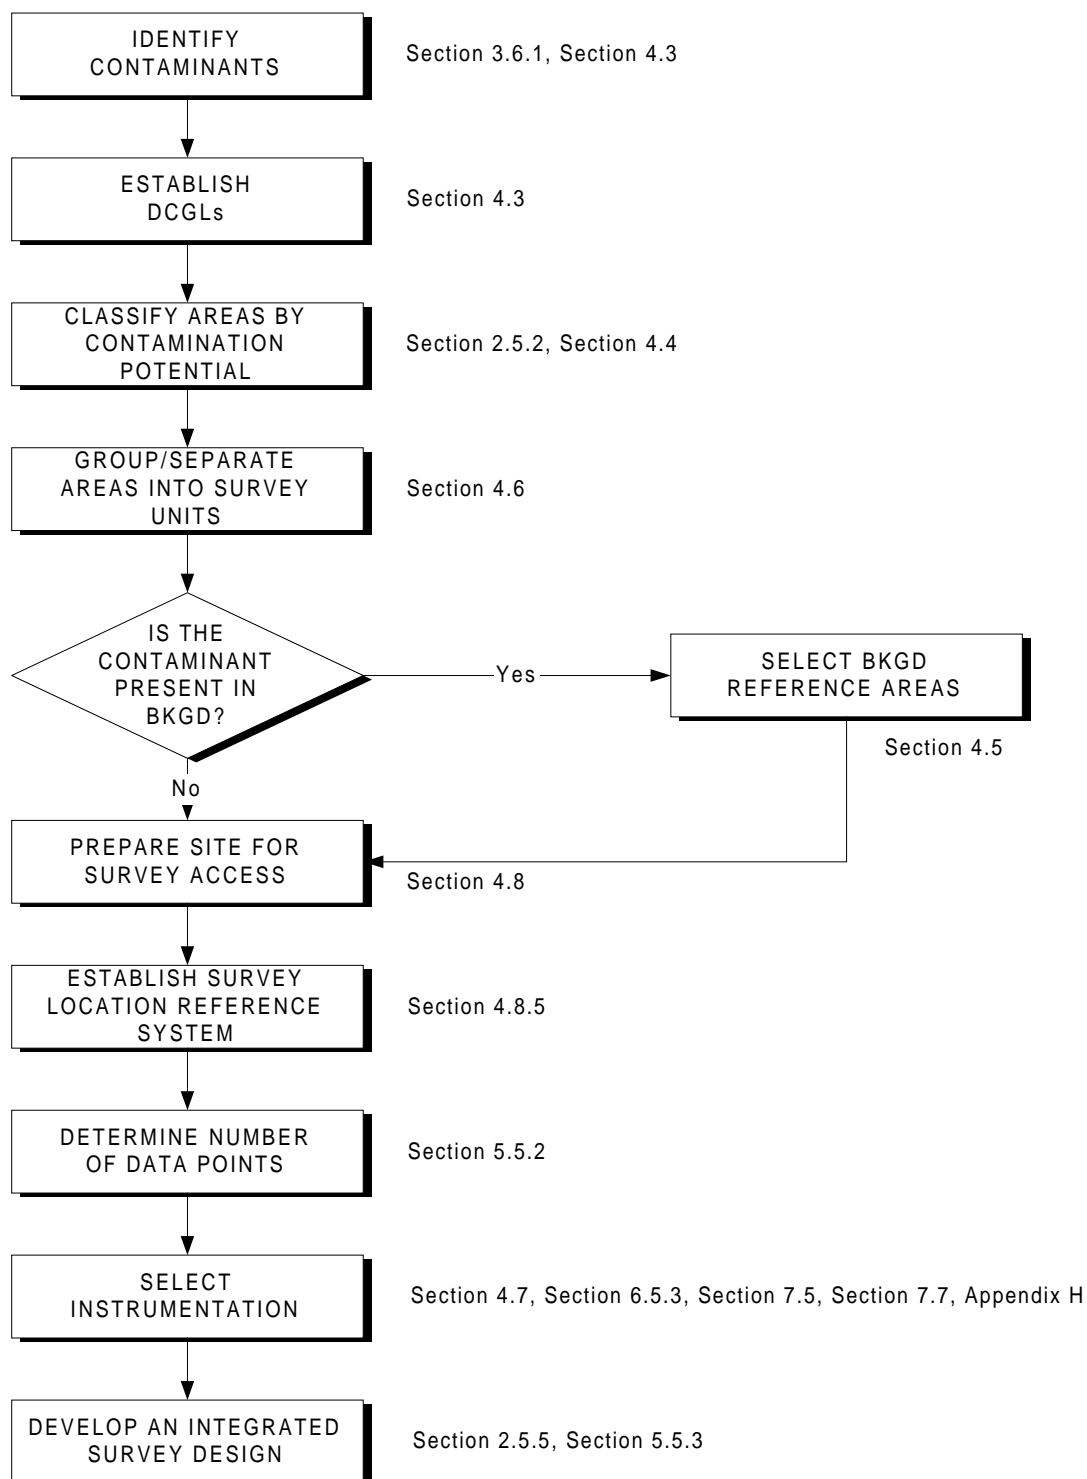 IDENTIFY
CONTAMINANTS
Section 3.6.1, Section 4.3
ESTABLISH
DCGLs
Section 4.3
CLASSIFY AREAS BY
CONTAMINATION
POTENTIAL
Section 2.5.2, Section 4.4
GROUP/SEPARATE
AREAS INTO SURVEY
UNITS
Section 4.6
IS THE
CONTAMINANT
PRESENT IN
BKGD?
Yes
SELECT BKGD
REFERENCE AREAS
Section 4.5
No
PREPARE SITE FOR
SURVEY ACCESS
Section 4.8
ESTABLISH SURVEY
LOCATION REFERENCE
SYSTEM
Section 4.8.5
DETERMINE NUMBER
OF DATA POINTS
Section 5.5.2
SELECT
INSTRUMENTATION
Section 4.7, Section 6.5.3, Section 7.5, Section 7.7, Appendix H
DEVELOP AN INTEGRATED
SURVEY DESIGN
Section 2.5.5, Section 5.5.3